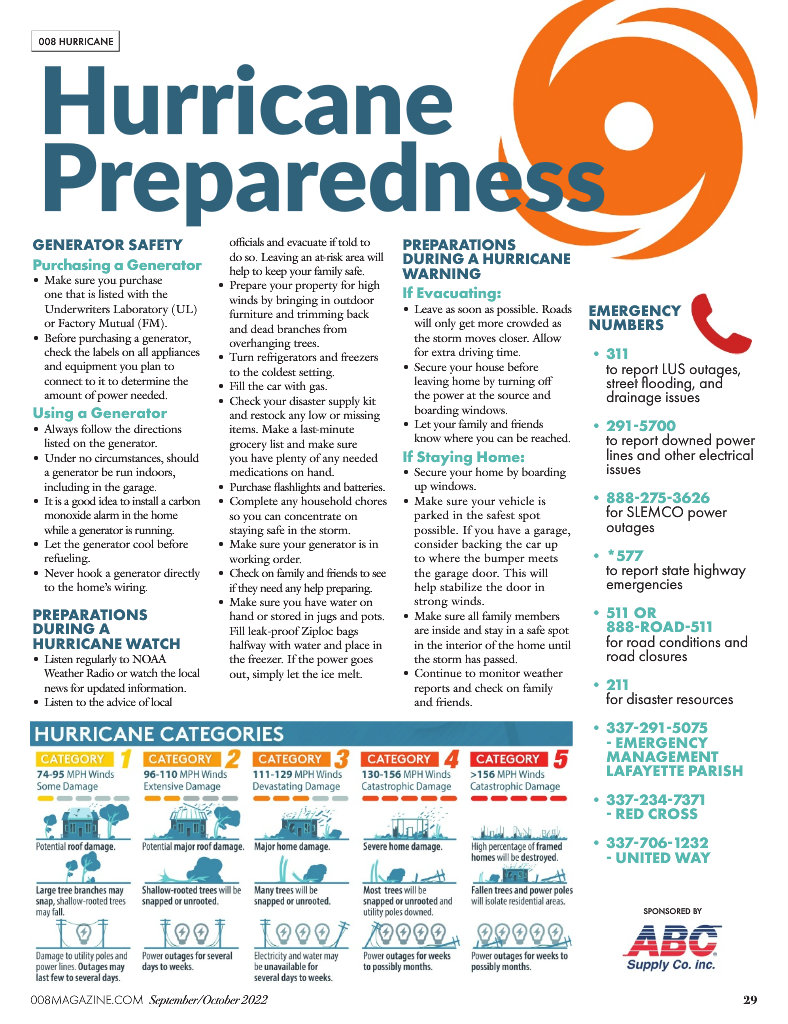 008 HURRICANE
Hurricane
Preparedness
GENERATOR SAFETY
Purchasing a Generator
• Make sure you purchase
one that is listed with the
Underwriters Laboratory (UL)
or Factory Mutual (FM).
• Before purchasing a generator,
check the labels on all appliances
and equipment you plan to
connect to it to determine the
amount of power needed.
Using a Generator
• Always follow the directions
listed on the generator.
• Under no circumstances, should
a generator be run indoors,
including in the garage.
• It is a good idea to install a carbon
monoxide alarm in the home
while a generator is running.
• Let the generator cool before
refueling.
• Never hook a generator directly
to the home's wiring.
PREPARATIONS
DURING A
HURRICANE WATCH
• Listen regularly to NOAA
Weather Radio or watch the local
news for updated information.
• Listen to the advice of local
officials and evacuate if told to
do so. Leaving an at-risk area will
help to keep your family safe.
• Prepare your property for high
winds by bringing in outdoor
furniture and trimming back
and dead branches from
overhanging trees.
• Turn refrigerators and freezers
to the coldest setting.
• Fill the car with gas.
• Check your disaster supply kit
and restock any low or missing
items. Make a last-minute
grocery list and make sure
you have plenty of any needed
medications on hand.
• Purchase flashlights and batteries.
• Complete any household chores
so you can concentrate on
staying safe in the storm.
• Make sure your generator is in
working order.
• Check on family and friends to see
if they need any help preparing.
• Make sure you have water on
hand or stored in jugs and pots.
Fill leak-proof Ziploc bags
halfway with water and place in
the freezer. If the power goes
out, simply let the ice melt.
PREPARATIONS
DURING A HURRICANE
WARNING
If Evacuating:
• Leave as soon as possible. Roads
will only get more crowded as
the storm moves closer. Allow
for extra driving time.
• Secure your house before
leaving home by turning off
the power at the source and
boarding windows.
• Let your family and friends
know where you can be reached.
If Staying Home:
• Secure your home by boarding
up windows.
• Make sure your vehicle is
parked in the safest spot
possible. If you have a garage,
consider backing the car up
to where the bumper meets
the garage door. This will
help stabilize the door in
strong winds.
• Make sure all family members
are inside and stay in a safe spot
in the interior of the home until
the storm has passed.
• Continue to monitor weather
reports and check on family
and friends.
EMERGENCY
NUMBERS
• 311
to report LUS outages,
street flooding, and
drainage issues
• 291-5700
to report downed power
lines and other electrical
issues
• 888-275-3626
for SLEMCO power
outages
• *577
to report state highway
emergencies
• 511 OR
888-ROAD-511
for road conditions and
road closures
• 211
for disaster resources
• 337-291-5075
- EMERGENCY
MANAGEMENT
LAFAYETTE PARISH
• 337-234-7371
- RED CROSS
• 337-706-1232
- UNITED WAY
HURRICANE CATEGORIES
CATEGORY 1
74-95 MPH Winds
Some Damage
Potential roof damage.
Large tree branches may
snap, shallow-rooted trees
may fall.
Damage to utility poles and
power lines. Outages may
last few to several days.
CATEGORY 2
96-110 MPH Winds
Extensive Damage
Potential major roof damage.
Shallow-rooted trees will be
snapped or unrooted.
Power outages for several
days to weeks.
CATEGORY 3
111-129 MPH Winds
Devastating Damage
Major home damage.
Many trees will be
snapped or unrooted.
Electricity and water may
be unavailable for
several days to weeks.
CATEGORY 4
130-156 MPH Winds
Catastrophic Damage
Severe home damage.
Most trees will be
snapped or unrooted and
utility poles downed.
Power outages for weeks
to possibly months.
CATEGORY 5
>156 MPH Winds
Catastrophic Damage
High percentage of framed
homes will be destroyed.
Fallen trees and power poles
will isolate residential areas.
Power outages for weeks to
possibly months.
SPONSORED BY
ABC
Supply Co. inc.
008MAGAZINE.COM September/October 2022
29